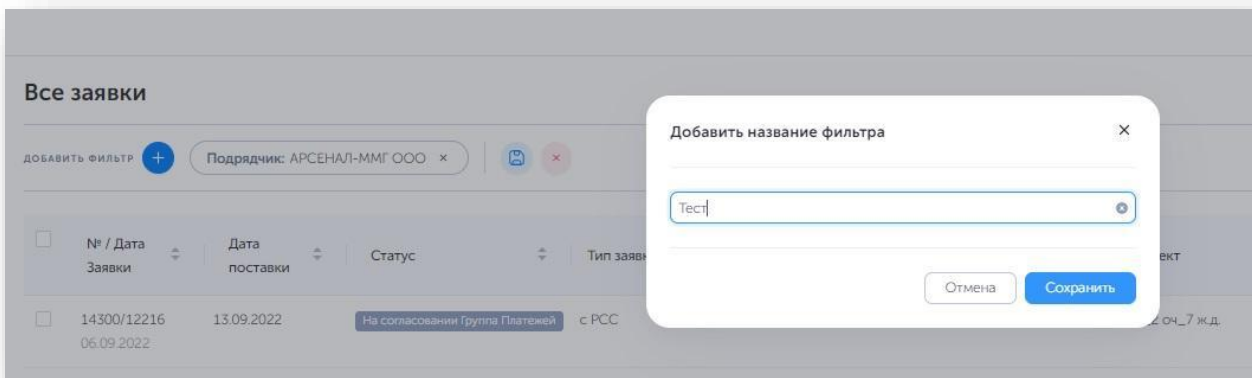 Все заявки
Добавить название фильтра
ДОБАВИТЬ ФИЛЬТР
Подрядчик: АРСЕНАЛ-ММГ ООО
Тест
№ / Дата Заявки
Дата поставки
Статус
Тип
ект
Отмена
Сохранить
14300/12216
13.09.2022
На согласовании Группа Платежей
с РСС
2 оч_7 ж.д.
06.09.2022